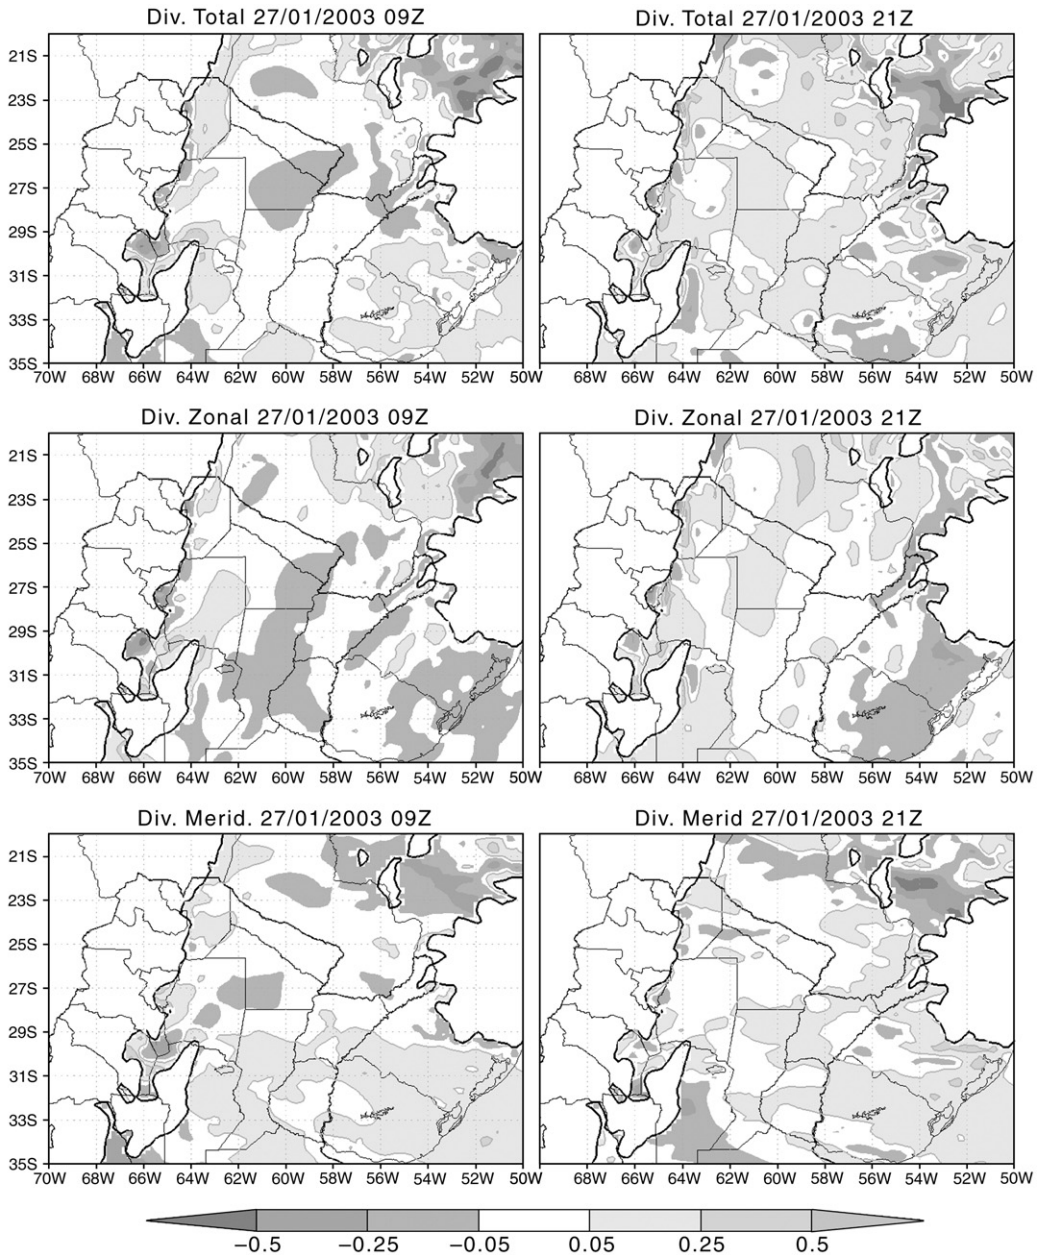 Div. Total 27/01/2003 09Z
Div. Total 27/01/2003 21Z
21S
23S
25S
27S
29S
31S
33S
35S
70W 68W 66W 64W 62W 60W 58W 56W 54W 52W 50W
68W 66W 64W 62W 60W 58W 56W 54W 52W 50W
Div. Zonal 27/01/2003 09Z
Div. Zonal 27/01/2003 21Z
21S
23S
25S
27S
29S
31S
33S
35S
70W 68W 66W 64W 62W 60W 58W 56W 54W 52W 50W
68W 66W 64W 62W 60W 58W 56W 54W 52W 50W
Div. Merid. 27/01/2003 09Z
Div. Merid 27/01/2003 21Z
21S
23S
25S
27S
29S
31S
33S
35S
70W 68W 66W 64W 62W 60W 58W 56W 54W 52W 50W
68W 66W 64W 62W 60W 58W 56W 54W 52W 50W
−0.5 −0.25 −0.05 0.05 0.25 0.5